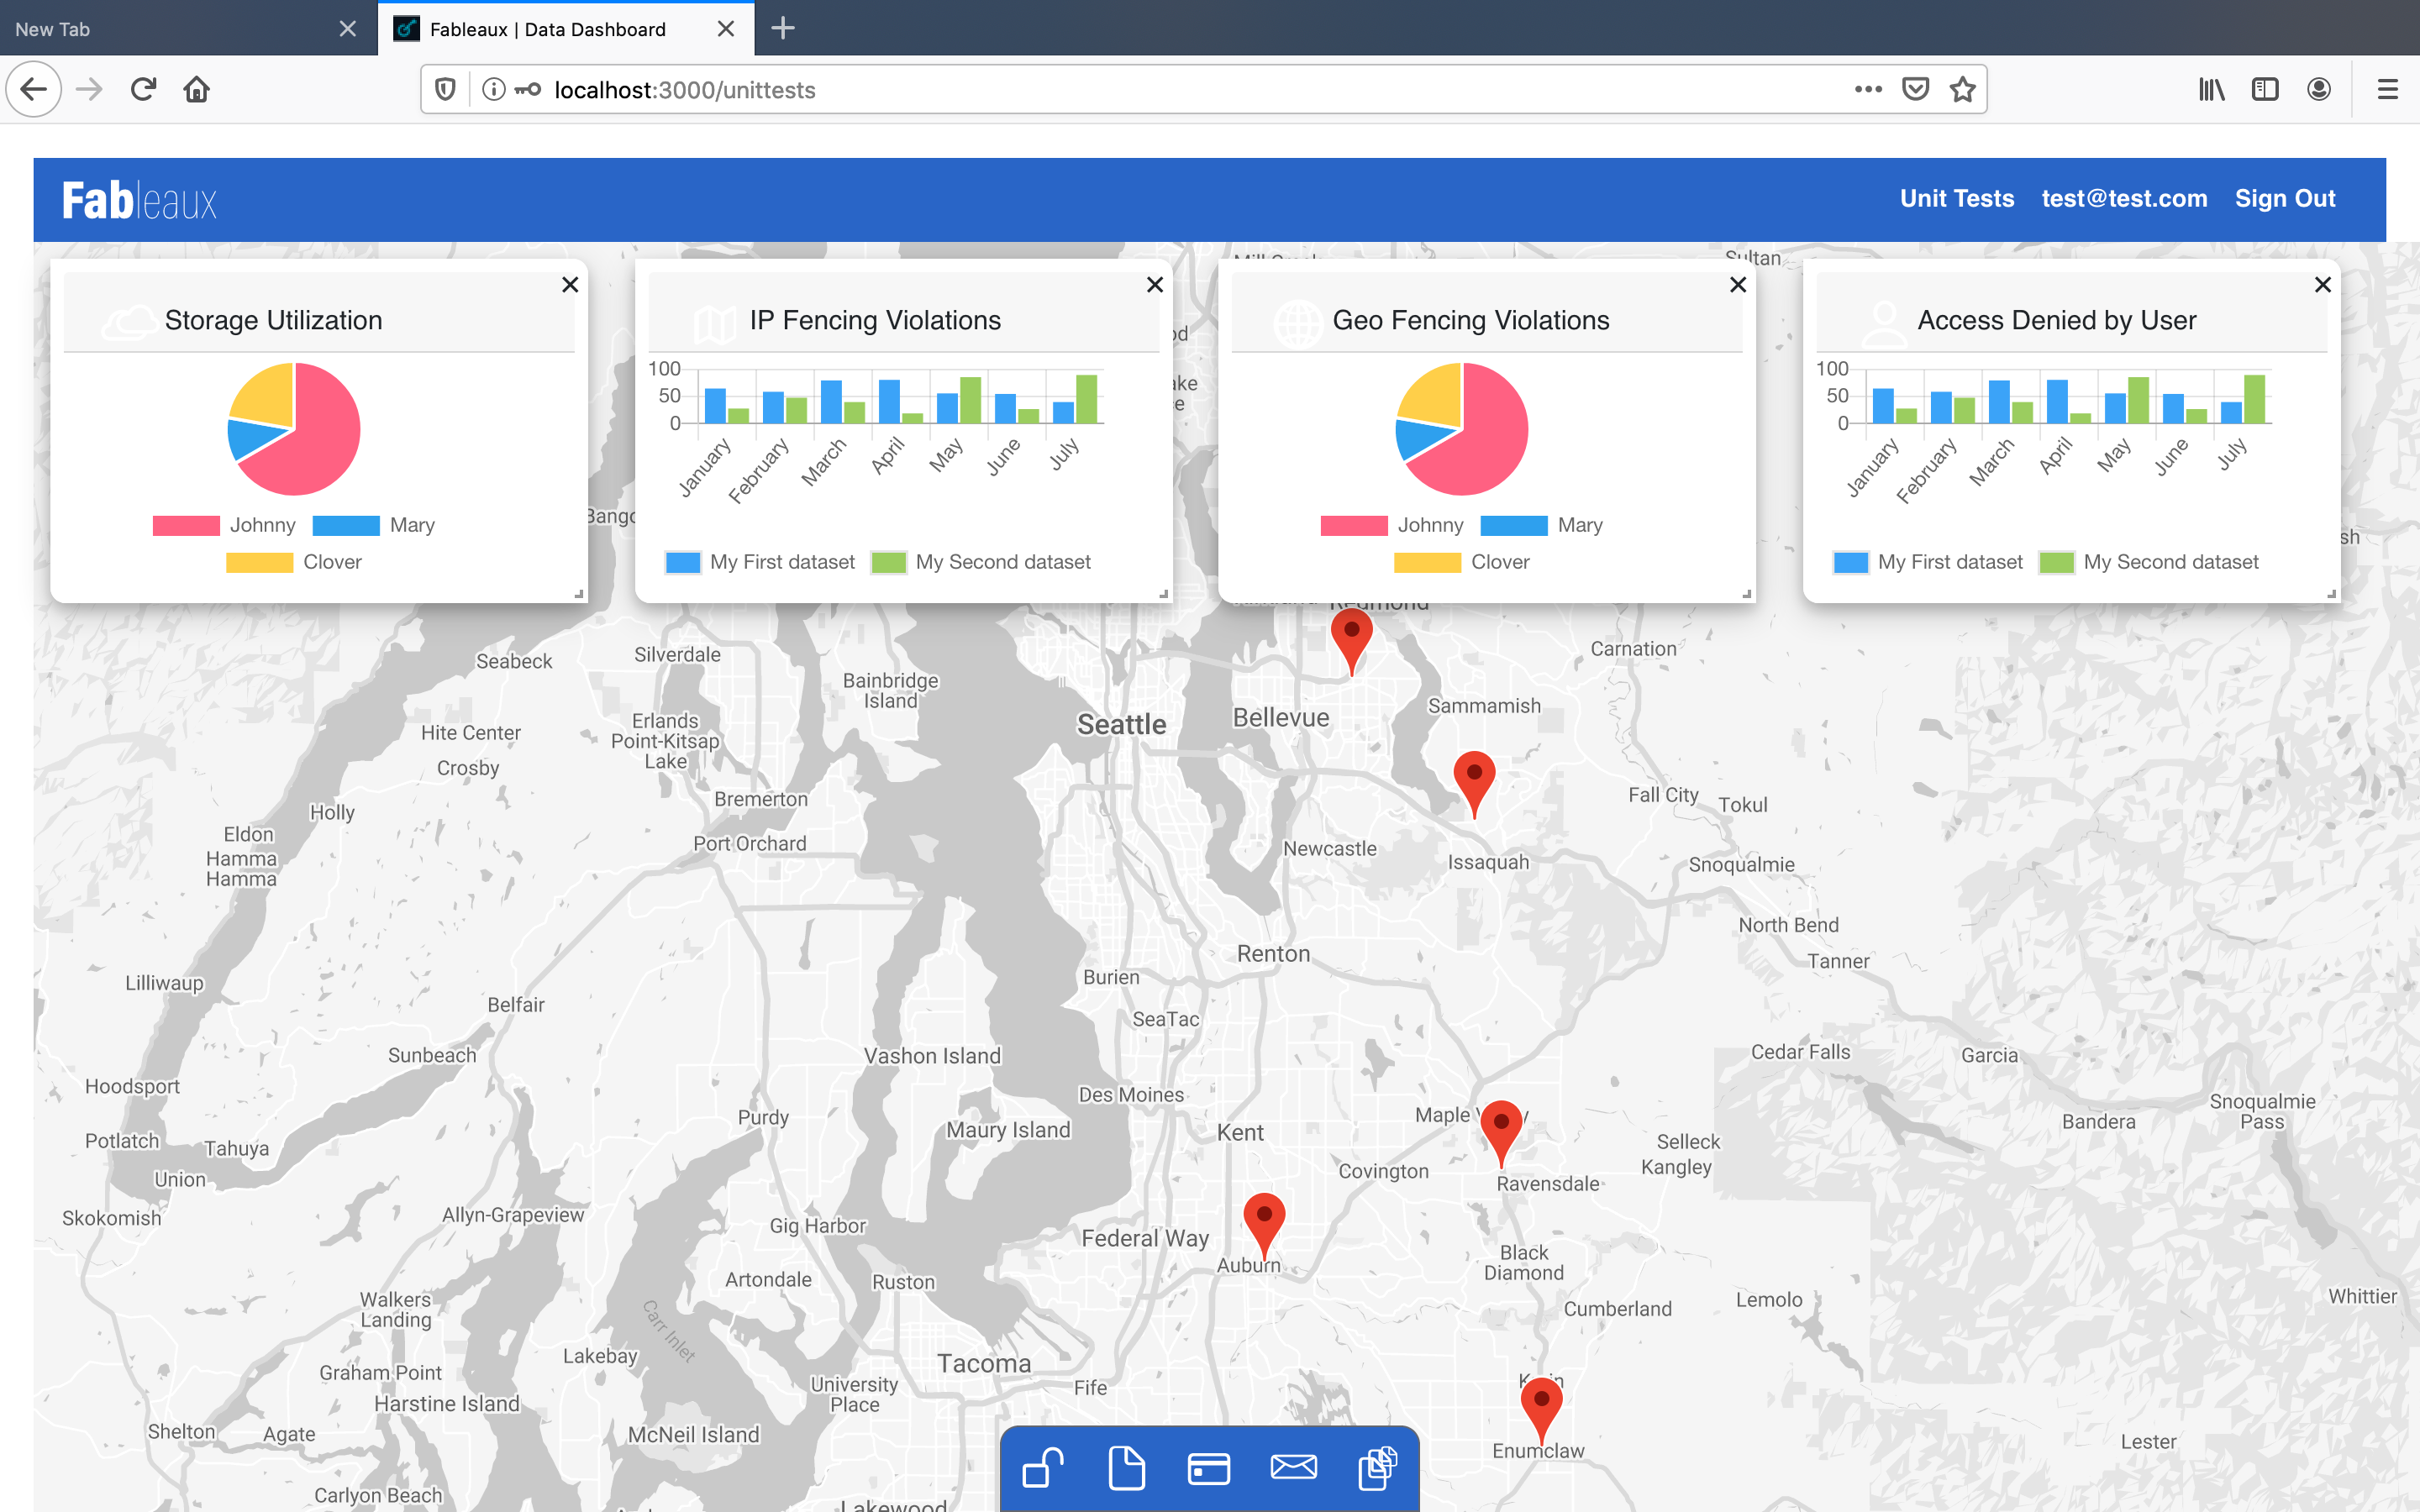 New Tab
Fableaux | Data Dashboard
localhost:3000/unittests
Fableaux
Unit Tests test@test.com Sign Out
Sultan
Storage Utilization
Johnny Mary
Clover
IP Fencing Violations
100
50
0
January February March April May June July
My First dataset My Second dataset
Geo Fencing Violations
Johnny Mary
Clover
Access Denied by User
100
50
0
January February March April May June July
My First dataset My Second dataset
Redmond
Seabeck
Silverdale
Carnation
Bainbridge
Island
Sammamish
Erlands
Point-Kitsap
Lake
Seattle
Bellevue
Hite Center
Crosby
Bremerton
Fall City
Tokul
Holly
Eldon
Port Orchard
Newcastle
Issaquah
Snoqualmie
Hamma
Hamma
North Bend
Renton
Tanner
Burien
Lilliwaup
Belfair
SeaTac
Sunbeach
Vashon Island
Cedar Falls
Garcia
Hoodsport
Des Moines
Purdy
Maury Island
Kent
Maple
Snoqualmie
Pass
Bandera
Potlatch
Tahuya
Selleck
Kangley
Covington
Ravensdale
Union
Skokomish
Allyn-Grapeview
Gig Harbor
Federal Way
Auburn
Black
Diamond
Artondale
Ruston
Walkers
Landing
Cumberland
Lemolo
Whittier
Carr Inlet
Lakebay
Tacoma
Graham Point
University
Place
Fife
Harstine Island
Shelton
Agate
McNeil Island
Enumclaw
Lester
Carlyon Beach
Lakewood